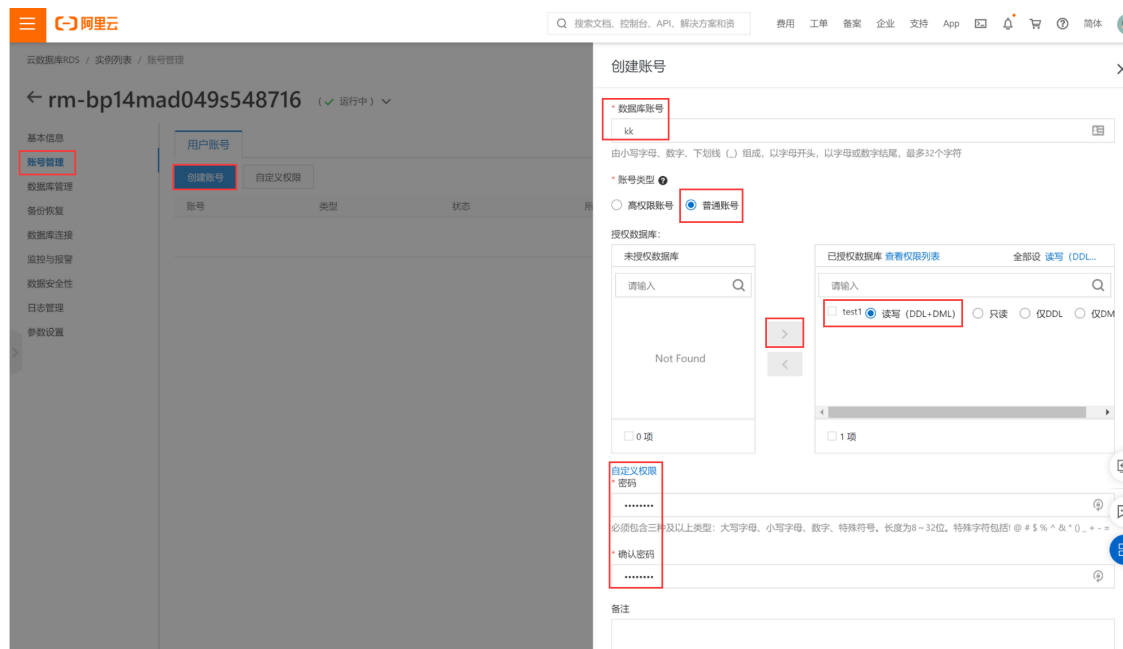 阿里云
搜索文档、控制台、API、解决方案和资
费用 工单 备案 企业 支持 App 简体
云数据库RDS / 实例列表 / 账号管理
rm-bp14mad049s548716 (运行中)
基本信息
账号管理
数据库管理
备份恢复
数据库连接
监控与报警
数据安全性
日志管理
参数设置
用户账号
创建账号 自定义权限
账号 类型 状态
创建账号
* 数据库账号
kk
由小写字母、数字、下划线（_）组成，以字母开头，以字母或数字结尾，最多32个字符
* 账号类型
高权限账号 普通账号
授权数据库：
未授权数据库
请输入
Not Found
0 项
已授权数据库 查看权限列表 全部设 读写（DDL...
请输入
test1 读写（DDL+DML） 只读 仅DDL 仅DM
1 项
自定义权限
* 密码
••••••••
必须包含三种及以上类型：大写字母、小写字母、数字、特殊符号。长度为8～32位。特殊字符包括! @ # $ % ^ & * () _ + - =
* 确认密码
••••••••
备注